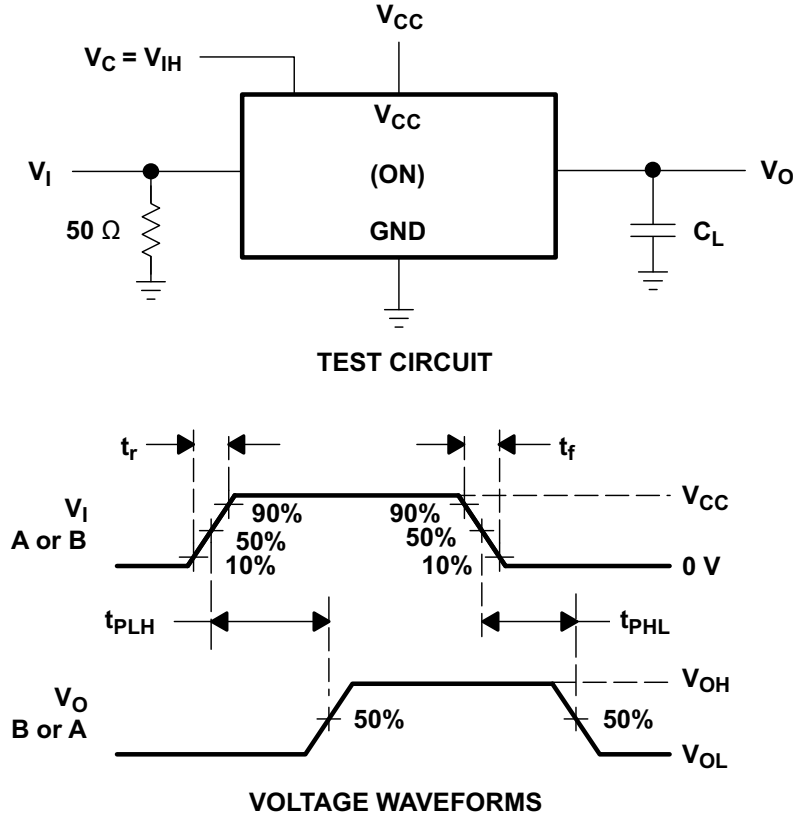 V_CC
V_C = V_IH
V_CC
V_I
(ON)
V_O
50 Ω
GND
C_L
TEST CIRCUIT
t_r
t_f
V_I
A or B
90%
50%
10%
90%
50%
10%
V_CC
0 V
t_PLH
t_PHL
V_O
B or A
50%
50%
V_OH
V_OL
VOLTAGE WAVEFORMS